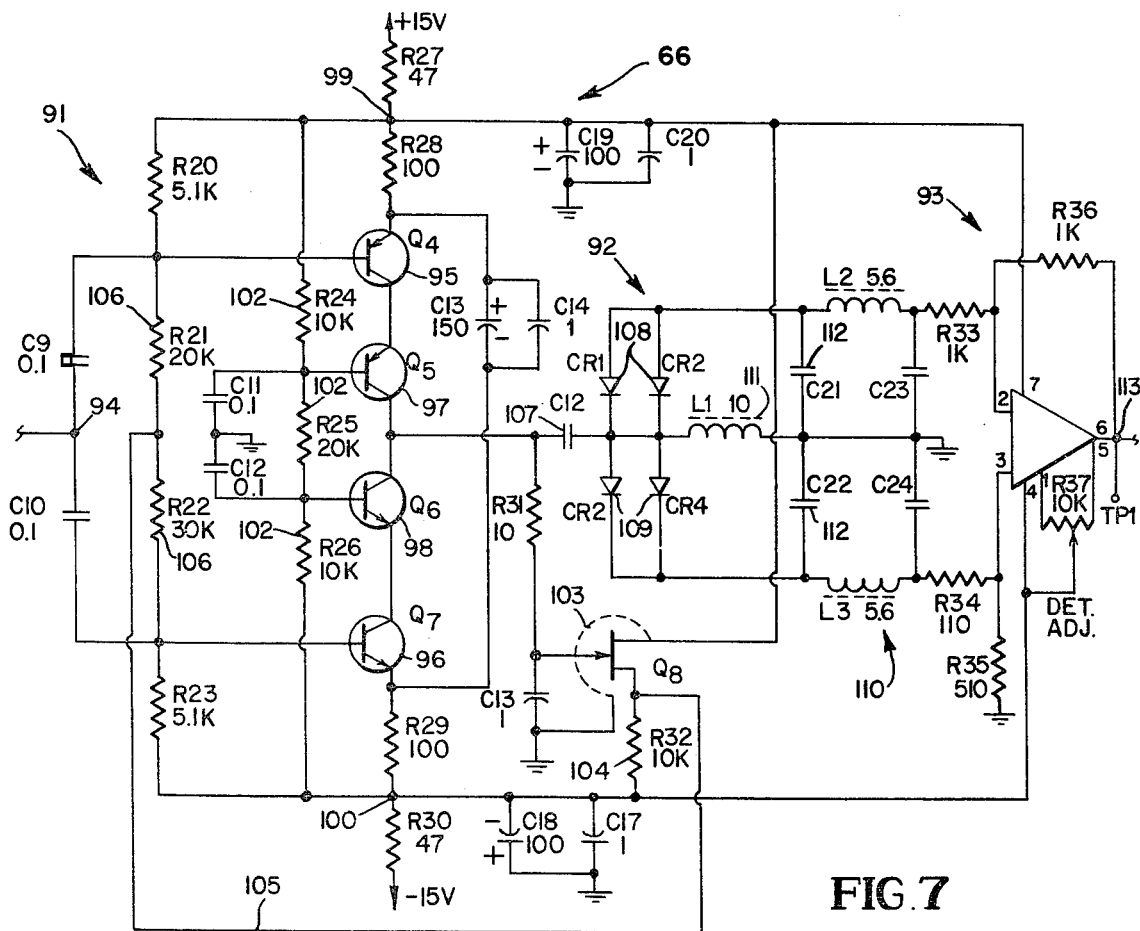 +15V
R27
47
66
99
91
R28
100
C19
100
+
-
C20
1
R20
5.1K
93
R36
1K
Q4
95
92
L2 5.6
106
102
R24
10K
C13
150
+
-
C14
1
R33
1K
C9
0.1
R21
20K
Q5
97
108
112
C11
0.1
102
CR1
CR2
C21
C23
7
111
94
R25
20K
107
C12
L1 10
2
6
113
5
3
1
4
C12
0.1
Q6
98
R31
10
CR2
109
CR4
C22
112
C24
R37
10K
TP1
C10
0.1
R22
30K
106
102
R26
10K
103
L3 5.6
R34
110
DET.
ADJ.
Q7
96
Q8
110
R35
510
R23
5.1K
C13
1
R29
100
R32
10K
104
100
R30
47
-
C18
100
+
C17
1
-15V
105
FIG. 7